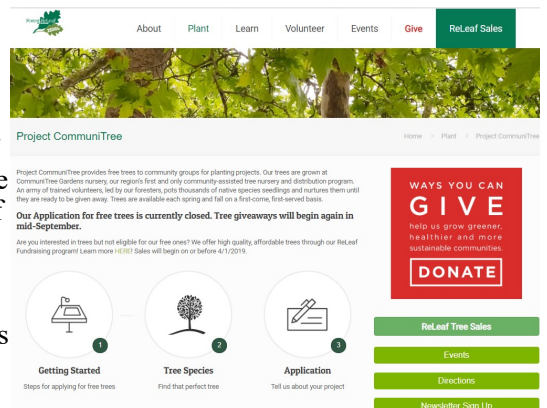 About Plant Learn Volunteer Events Give ReLeaf Sales
Project CommuniTree
Home > Plant > Project CommuniTree
Project CommuniTree provides free trees to community groups for planting projects. Our trees are grown at
CommuniTree Gardens nursery, our region's first and only community-assisted tree nursery and distribution program.
An army of trained volunteers, led by our foresters, pots thousands of native species seedlings and nurtures them until
they are ready to be given away. Trees are available each spring and fall on a first-come, first-served basis.
Our Application for free trees is currently closed. Tree giveaways will begin again in
mid-September.
Are you interested in trees but not eligible for our free ones? We offer high quality, affordable trees through our ReLeaf
Fundraising program! Learn more HERE! Sales will begin on or before 4/1/2019.
1
Getting Started
Steps for applying for free trees
2
Tree Species
Find that perfect tree
3
Application
Tell us about your project
WAYS YOU CAN
GIVE
help us grow greener,
healthier and more
sustainable communities.
DONATE
ReLeaf Tree Sales
Events
Directions
Newsletter Sign Up
e
f
s